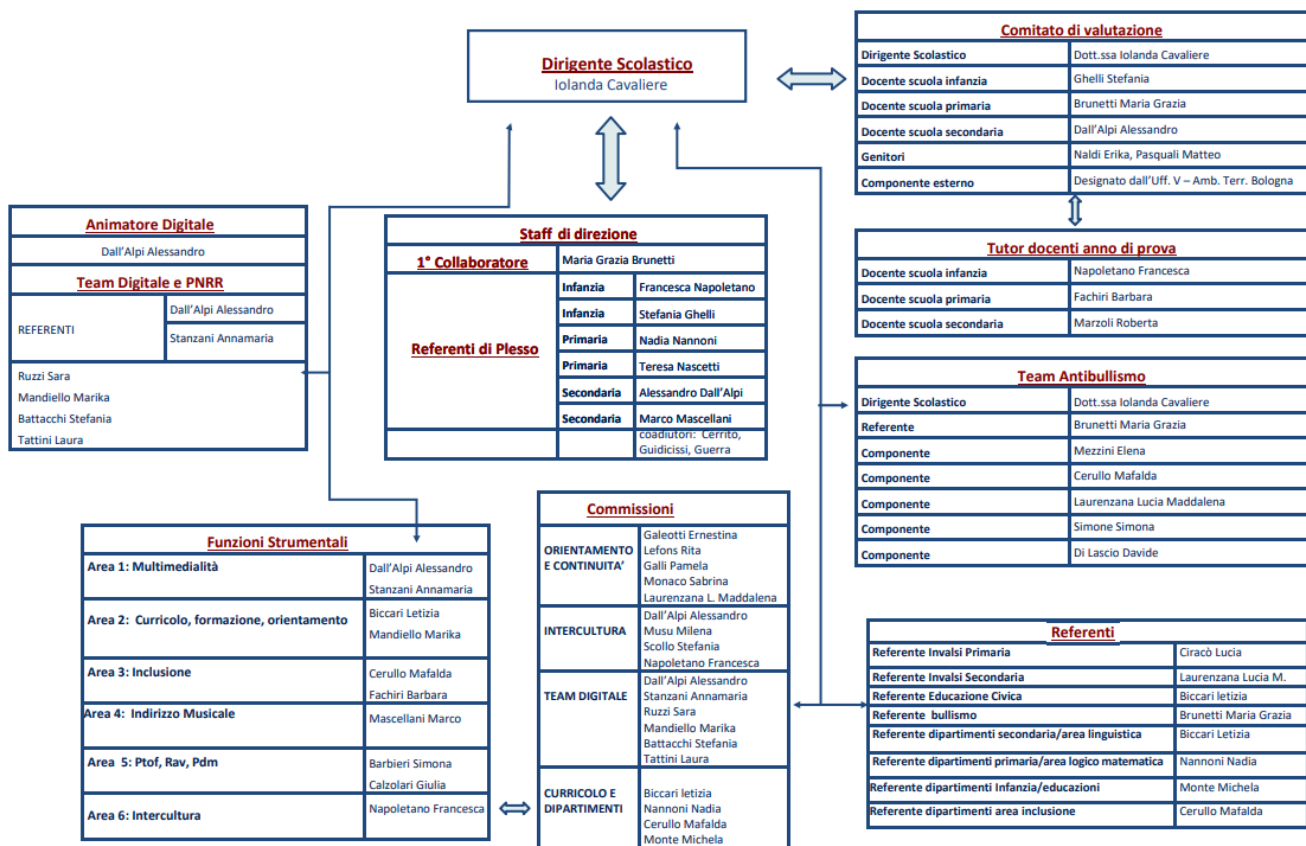 Dirigente Scolastico
Iolanda Cavaliere
Comitato di valutazione
Dirigente Scolastico Dott.ssa Iolanda Cavaliere
Docente scuola infanzia Ghelli Stefania
Docente scuola primaria Brunetti Maria Grazia
Docente scuola secondaria Dall'Alpi Alessandro
Genitori Naldi Erika, Pasquali Matteo
Componente esterno Designato dall'Uff. V – Amb. Terr. Bologna
Animatore Digitale
Dall'Alpi Alessandro
Team Digitale e PNRR
REFERENTI
Dall'Alpi Alessandro
Stanzani Annamaria
Ruzzi Sara
Mandiello Marika
Battacchi Stefania
Tattini Laura
Staff di direzione
1° Collaboratore Maria Grazia Brunetti
Referenti di Plesso
Infanzia Francesca Napoletano
Infanzia Stefania Ghelli
Primaria Nadia Nannoni
Primaria Teresa Nascetti
Secondaria Alessandro Dall'Alpi
Secondaria Marco Mascellani
coadiutori: Cerrito,
Guidicissi, Guerra
Tutor docenti anno di prova
Docente scuola infanzia Napoletano Francesca
Docente scuola primaria Fachiri Barbara
Docente scuola secondaria Marzoli Roberta
Team Antibullismo
Dirigente Scolastico Dott.ssa Iolanda Cavaliere
Referente Brunetti Maria Grazia
Componente Mezzini Elena
Componente Cerullo Mafalda
Componente Laurenzana Lucia Maddalena
Componente Simone Simona
Componente Di Lascio Davide
Funzioni Strumentali
Area 1: Multimedialità Dall'Alpi Alessandro
Stanzani Annamaria
Area 2: Curricolo, formazione, orientamento Biccari Letizia
Mandiello Marika
Area 3: Inclusione Cerullo Mafalda
Fachiri Barbara
Area 4: Indirizzo Musicale Mascellani Marco
Area 5: Ptof, Rav, Pdm Barbieri Simona
Calzolari Giulia
Area 6: Intercultura Napoletano Francesca
Commissioni
ORIENTAMENTO
E CONTINUITA'
Galeotti Ernestina
Lefons Rita
Galli Pamela
Monaco Sabrina
Laurenzana L. Maddalena
INTERCULTURA
Dall'Alpi Alessandro
Musu Milena
Scollo Stefania
Napoletano Francesca
TEAM DIGITALE
Dall'Alpi Alessandro
Stanzani Annamaria
Ruzzi Sara
Mandiello Marika
Battacchi Stefania
Tattini Laura
CURRICOLO E
DIPARTIMENTI
Biccari letizia
Nannoni Nadia
Cerullo Mafalda
Monte Michela
Referenti
Referente Invalsi Primaria Ciracò Lucia
Referente Invalsi Secondaria Laurenzana Lucia M.
Referente Educazione Civica Biccari letizia
Referente bullismo Brunetti Maria Grazia
Referente dipartimenti secondaria/area linguistica Biccari Letizia
Referente dipartimenti primaria/area logico matematica Nannoni Nadia
Referente dipartimenti Infanzia/educazioni Monte Michela
Referente dipartimenti area inclusione Cerullo Mafalda